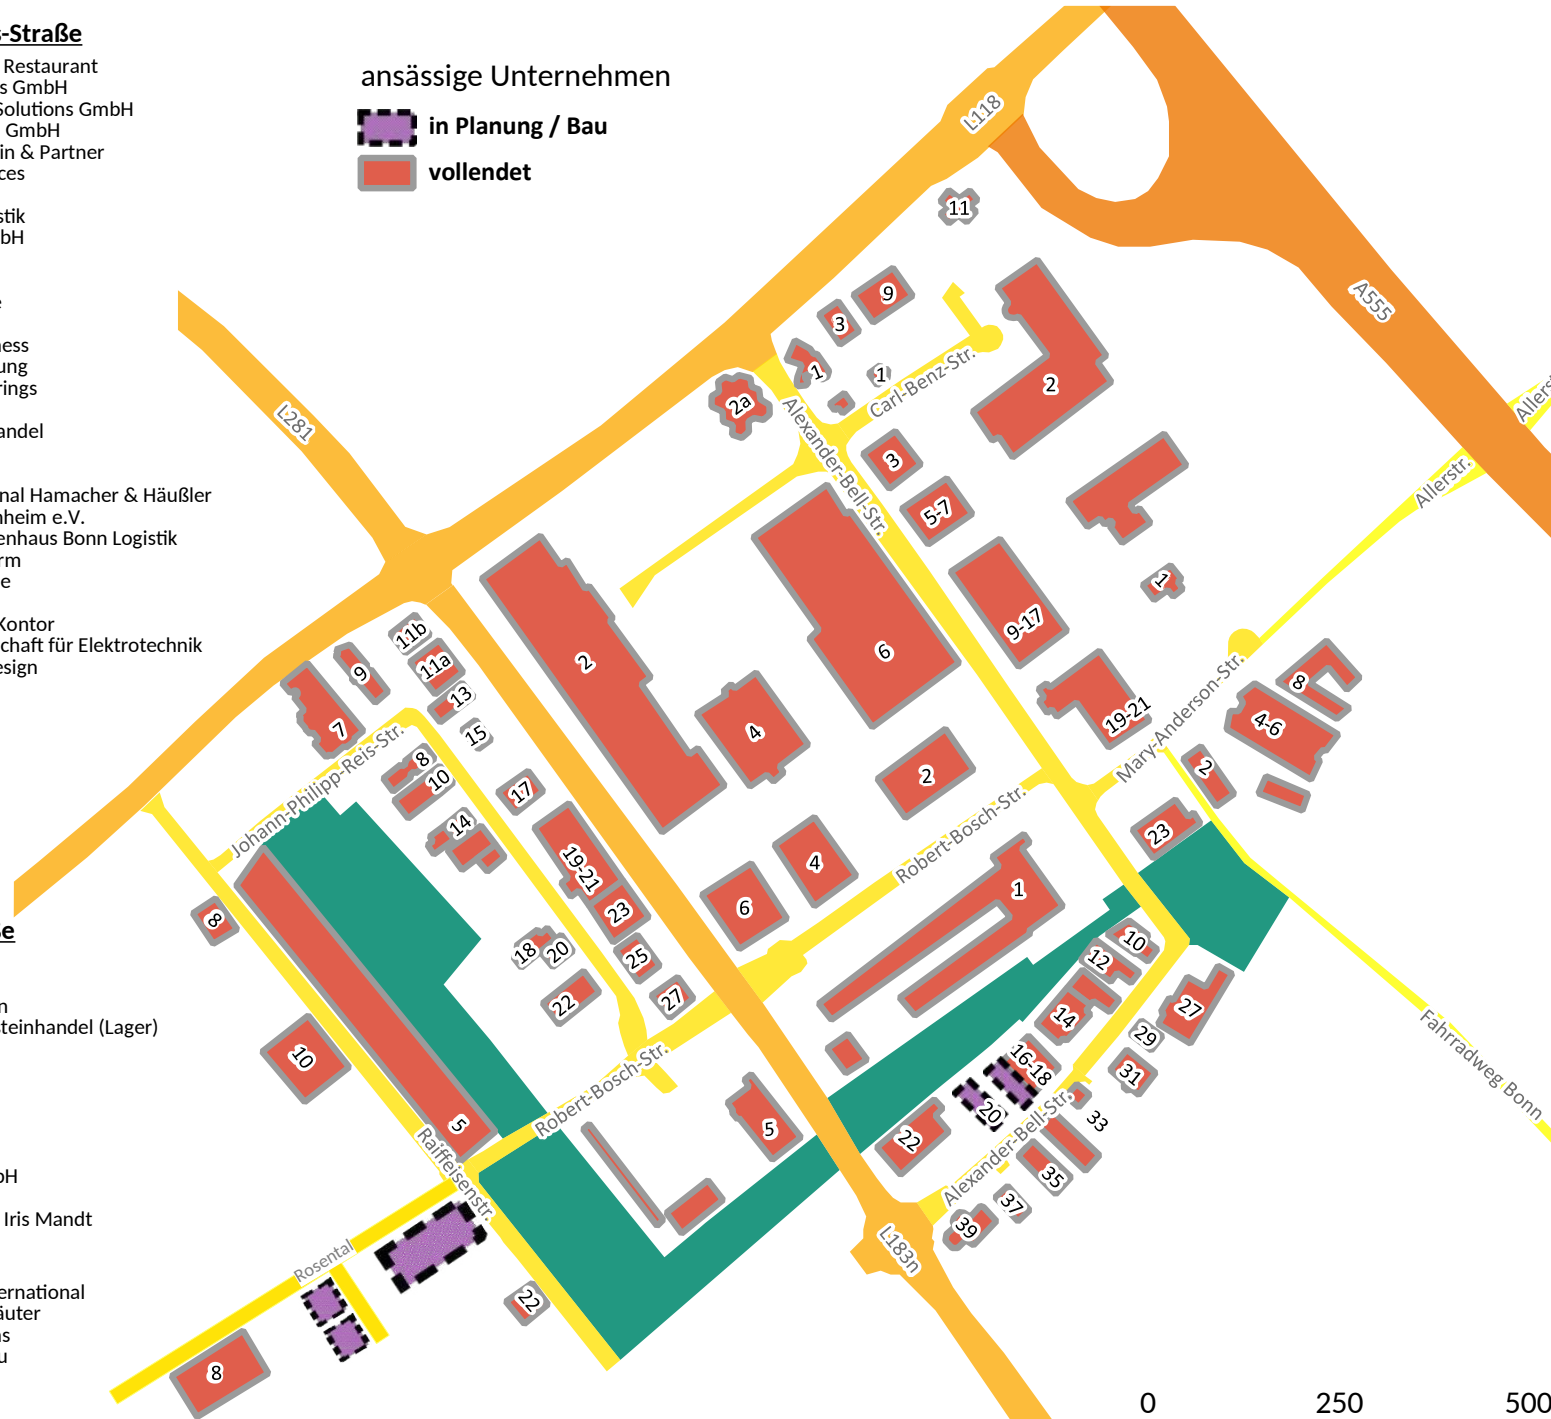 s-Straße
Restaurant
s GmbH
Solutions GmbH
GmbH
in & Partner
ces
stik
bH
e
ess
ung
rings
andel
nal Hamacher & Häußler
nheim e.V.
enhaus Bonn Logistik
rm
e
Kontor
chaft für Elektrotechnik
esign
ße
n
steinhandel (Lager)
bH
Iris Mandt
ernational
äuter
ns
u
ansässige Unternehmen
in Planung / Bau
vollendet
L118
11
A555
9
3
1
1
2
2a
Carl-Benz-Str.
Alexander-Bell-Str.
Allerst
Allerstr.
L281
3
5-7
1
9-17
6
2
4
2
19-21
Mary-Anderson-Str.
8
4-6
2
23
11b
11a
9
13
7
15
Johann-Philipp-Reis-Str.
8
10
17
14
19-21
23
4
6
Robert-Bosch-Str.
1
8
18
20
25
22
27
10
12
27
14
29
16-18
31
20
33
22
Alexander-Bell-Str.
35
37
39
Fahrradweg Bonn
10
5
Robert-Bosch-Str.
5
Raiffeisenstr.
L183n
Rosental
22
8
0 250 500